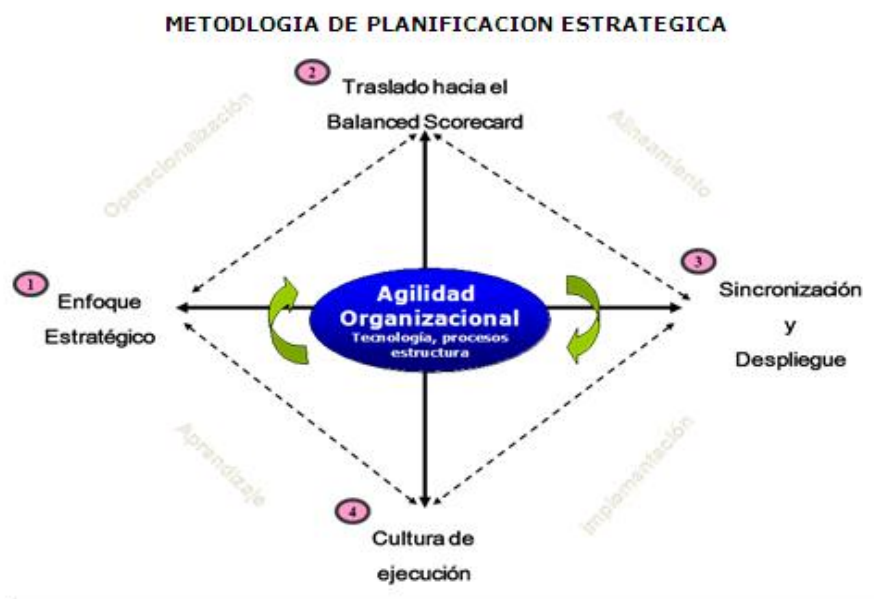 METODLOGIA DE PLANIFICACION ESTRATEGICA
2
Traslado hacia el
Balanced Scorecard
Operacionalización
Alineamiento
1
Enfoque
Estratégico
Agilidad
Organizacional
Tecnología, procesos
estructura
3
Sincronización
y
Despliegue
Aprendizaje
Implementación
4
Cultura de
ejecución